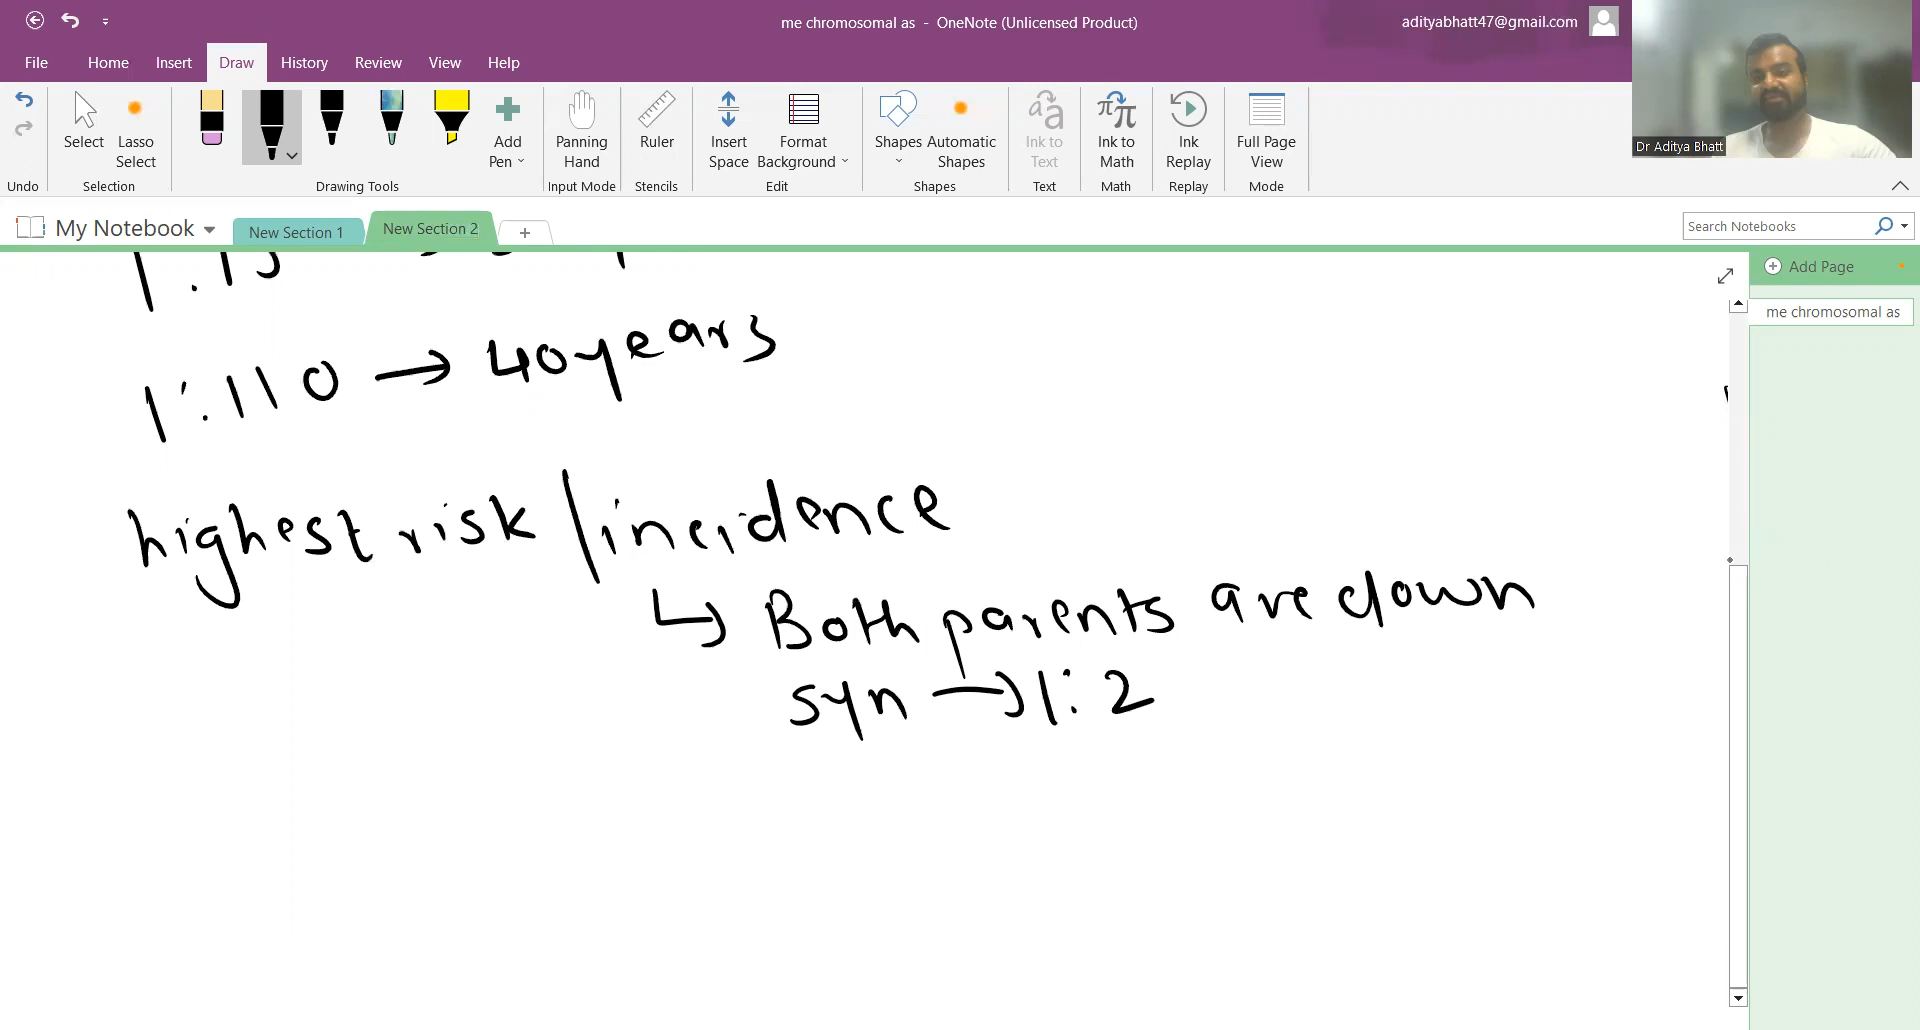 me chromosomal as - OneNote (Unlicensed Product)
adityabhatt47@gmail.com
File Home Insert Draw History Review View Help
Select
Lasso Select
Add Pen
Panning Hand
Ruler
Insert Space
Format Background
Shapes
Automatic Shapes
Ink to Text
Ink to Math
Ink Replay
Full Page View
Undo Selection Drawing Tools Input Mode Stencils Edit Shapes Text Math Replay Mode
Dr Aditya Bhatt
My Notebook New Section 1 New Section 2
Search Notebooks
Add Page
me chromosomal as
1:110 → 40 years
highest risk / incidence
↳ Both parents are down
syn → 1:2